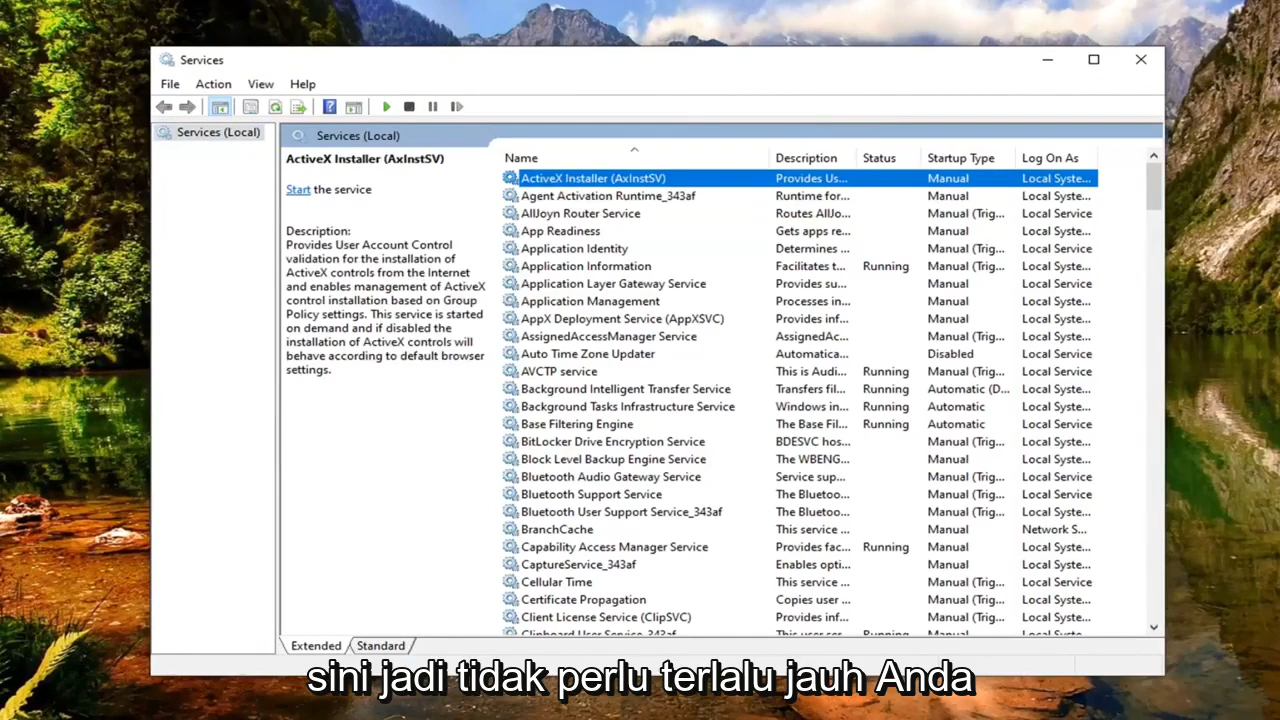 Services
File Action View Help
Services (Local)
Services (Local)
ActiveX Installer (AxInstSV)
Start the service
Description:
Provides User Account Control
validation for the installation of
ActiveX controls from the Internet
and enables management of ActiveX
control installation based on Group
Policy settings. This service is started
on demand and if disabled the
installation of ActiveX controls will
behave according to default browser
settings.
Name Description Status Startup Type Log On As
ActiveX Installer (AxInstSV) Provides Us... Manual Local Syste...
Agent Activation Runtime_343af Runtime for... Manual Local Syste...
AllJoyn Router Service Routes AllJo... Manual (Trig... Local Service
App Readiness Gets apps re... Manual Local Syste...
Application Identity Determines ... Manual (Trig... Local Service
Application Information Facilitates t... Running Manual (Trig... Local Syste...
Application Layer Gateway Service Provides su... Manual Local Service
Application Management Processes in... Manual Local Syste...
AppX Deployment Service (AppXSVC) Provides inf... Manual Local Syste...
AssignedAccessManager Service AssignedAc... Manual (Trig... Local Syste...
Auto Time Zone Updater Automatica... Disabled Local Service
AVCTP service This is Audi... Running Manual (Trig... Local Service
Background Intelligent Transfer Service Transfers fil... Running Automatic (D... Local Syste...
Background Tasks Infrastructure Service Windows in... Running Automatic Local Syste...
Base Filtering Engine The Base Fil... Running Automatic Local Service
BitLocker Drive Encryption Service BDESVC hos... Manual (Trig... Local Syste...
Block Level Backup Engine Service The WBENG... Manual Local Syste...
Bluetooth Audio Gateway Service Service sup... Manual (Trig... Local Service
Bluetooth Support Service The Bluetoo... Manual (Trig... Local Service
Bluetooth User Support Service_343af The Bluetoo... Manual (Trig... Local Syste...
BranchCache This service ... Manual Network S...
Capability Access Manager Service Provides fac... Running Manual Local Syste...
CaptureService_343af Enables opti... Manual Local Syste...
Cellular Time This service ... Manual (Trig... Local Service
Certificate Propagation Copies user ... Manual (Trig... Local Syste...
Client License Service (ClipSVC) Provides inf... Manual (Trig... Local Syste...
Clipboard User Service_343af This user ser... Running Manual Local Syste...
Extended Standard
sini jadi tidak perlu terlalu jauh Anda